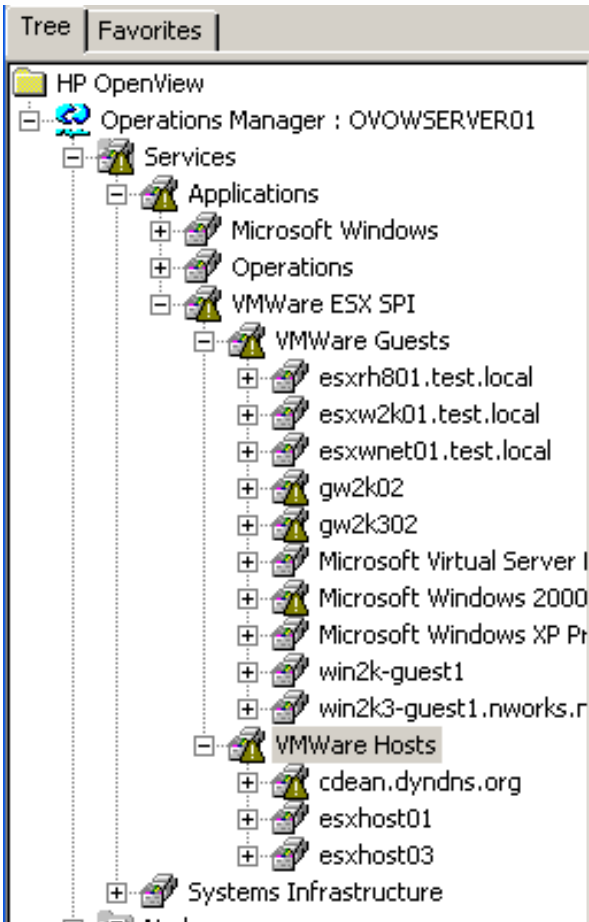 Tree Favorites
HP OpenView
Operations Manager : OVOWSERVER01
Services
Applications
Microsoft Windows
Operations
VMWare ESX SPI
VMWare Guests
esxrh801.test.local
esxw2k01.test.local
esxwnet01.test.local
gw2k02
gw2k302
Microsoft Virtual Server
Microsoft Windows 2000
Microsoft Windows XP
win2k-guest1
win2k3-guest1.nworks.
VMWare Hosts
cdean.dyndns.org
esxhost01
esxhost03
Systems Infrastructure